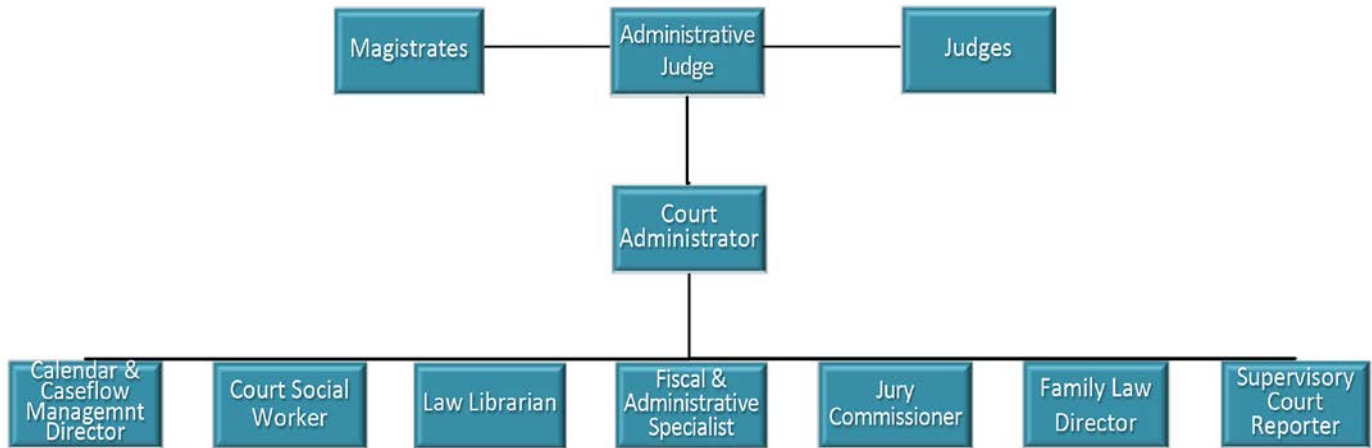 Magistrates
Administrative
Judge
Judges
Court
Administrator
Calendar &
Caseflow
Managemnt
Director
Court Social
Worker
Law Librarian
Fiscal &
Administrative
Specialist
Jury
Commissioner
Family Law
Director
Supervisory
Court
Reporter